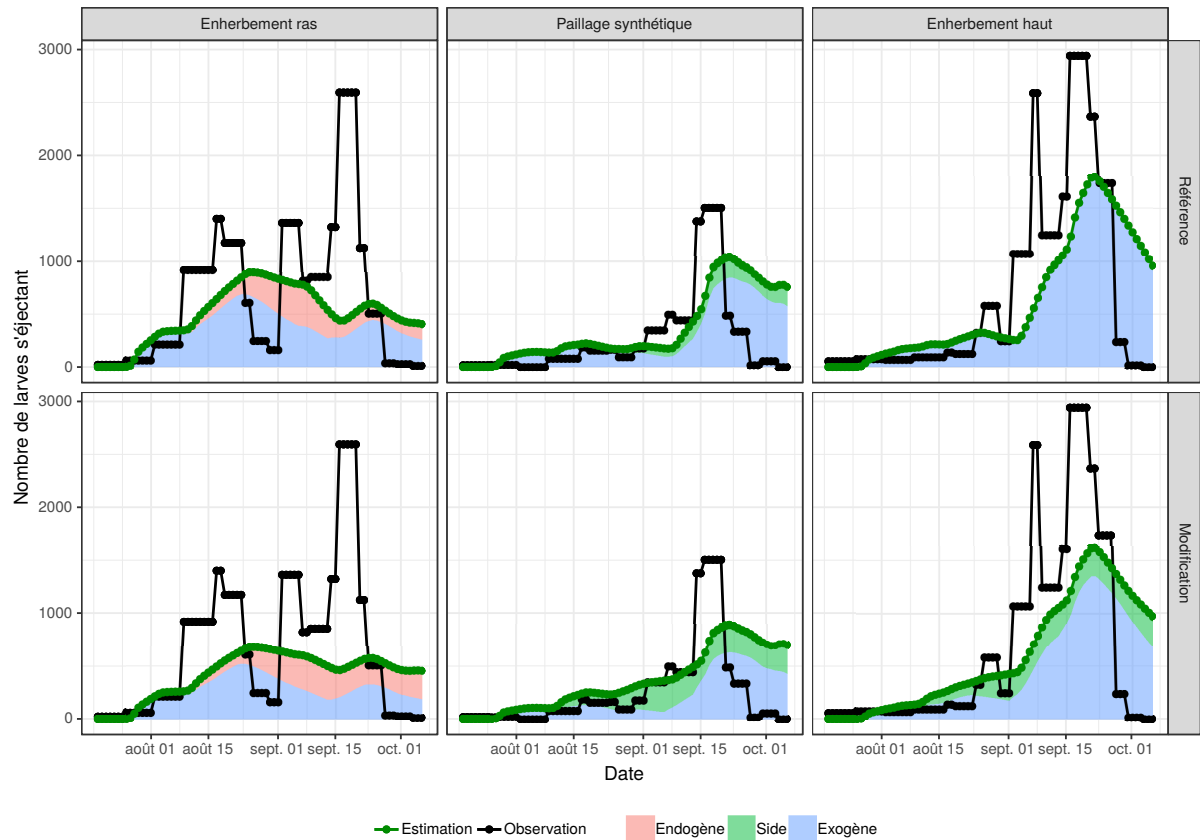 Enherbement ras
Paillage synthétique
Enherbement haut
Nombre de larves s'éjectant
3000
2000
1000
0
Référence
3000
2000
1000
0
Modification
août 01
août 15
sept. 01
sept. 15
oct. 01
août 01
août 15
sept. 01
sept. 15
oct. 01
août 01
août 15
sept. 01
sept. 15
oct. 01
Date
Estimation
Observation
Endogène
Side
Exogène